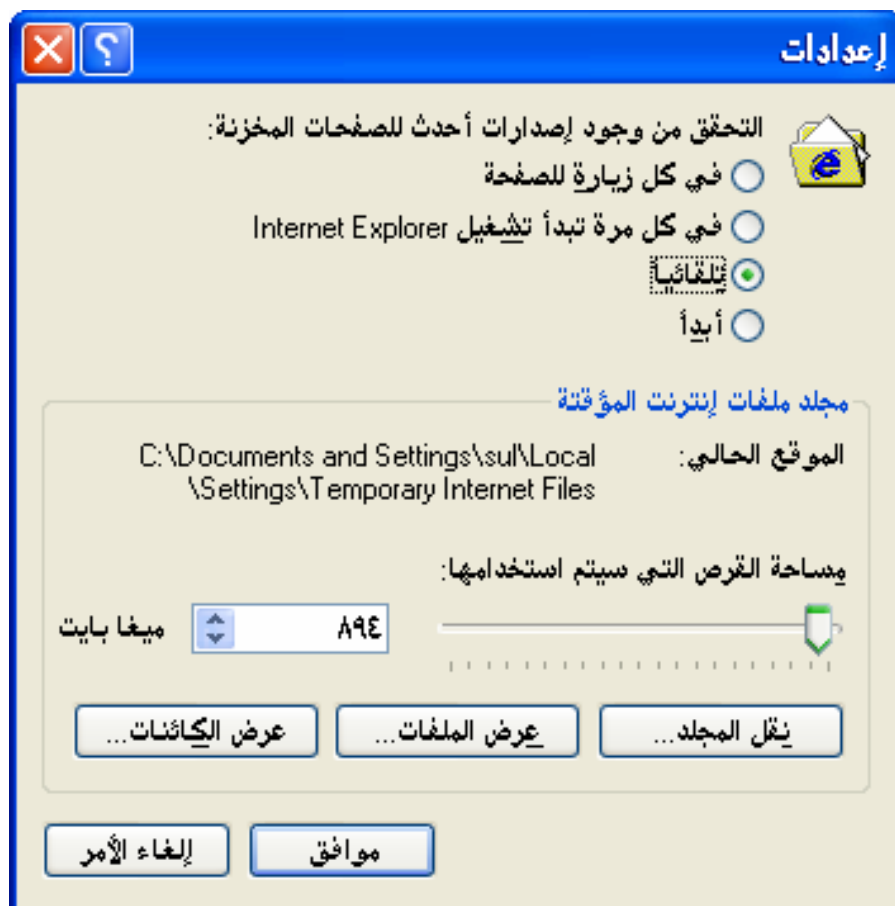 إعدادات
التحقق من وجود إصدارات أحدث للصفحات المخزنة:
في كل زيارة للصفحة
في كل مرة تبدأ تشغيل Internet Explorer
تلقائياً
أبدأ
مجلد ملفات إنترنت المؤقتة
الموقع الحالي: C:\Documents and Settings\sul\Local
\Settings\Temporary Internet Files
مساحة القرص التي سيتم استخدامها:
٨٩٤ ميغا بايت
نقل المجلد... عرض الملفات... عرض الكائنات...
موافق إلغاء الأمر